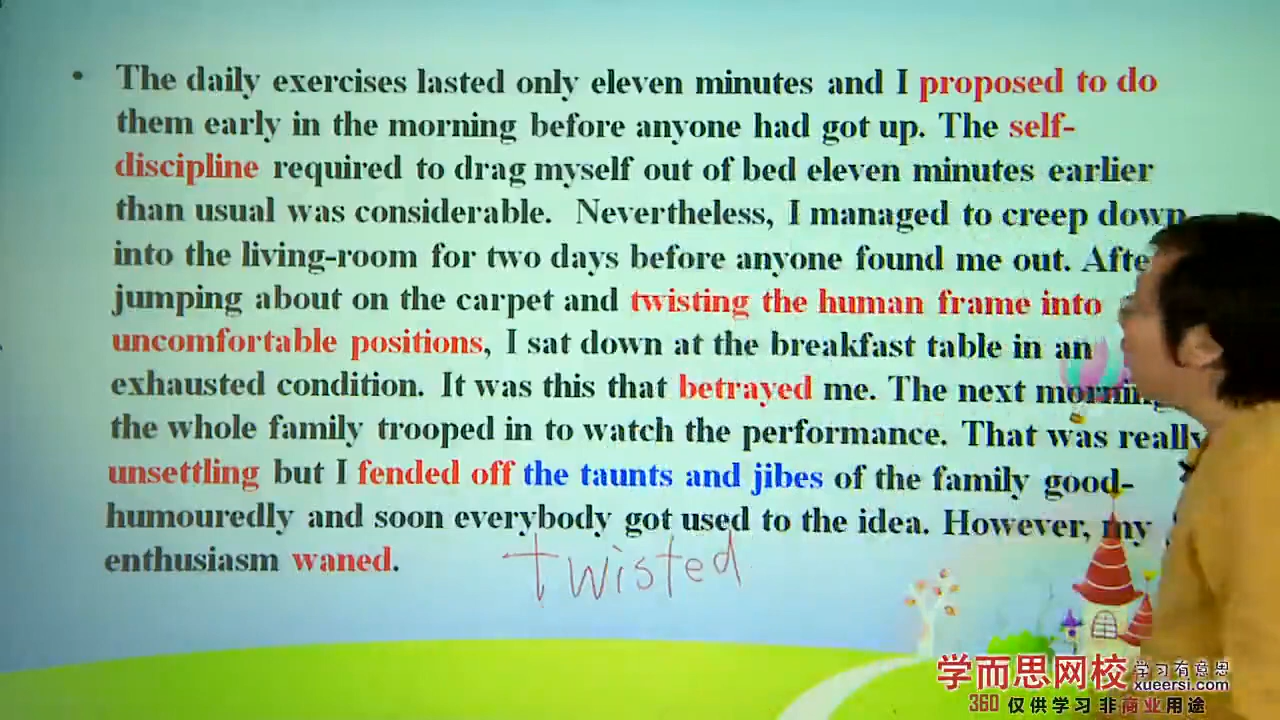 • The daily exercises lasted only eleven minutes and I proposed to do
them early in the morning before anyone had got up. The self-
discipline required to drag myself out of bed eleven minutes earlier
than usual was considerable. Nevertheless, I managed to creep down
into the living-room for two days before anyone found me out. Afte
jumping about on the carpet and twisting the human frame into
uncomfortable positions, I sat down at the breakfast table in an
exhausted condition. It was this that betrayed me. The next morning
the whole family trooped in to watch the performance. That was really
unsettling but I fended off the taunts and jibes of the family good-
humouredly and soon everybody got used to the idea. However, my
enthusiasm waned.
twisted
学而思网校 学习有意思
xueersi.com
360 仅供学习 非商业用途